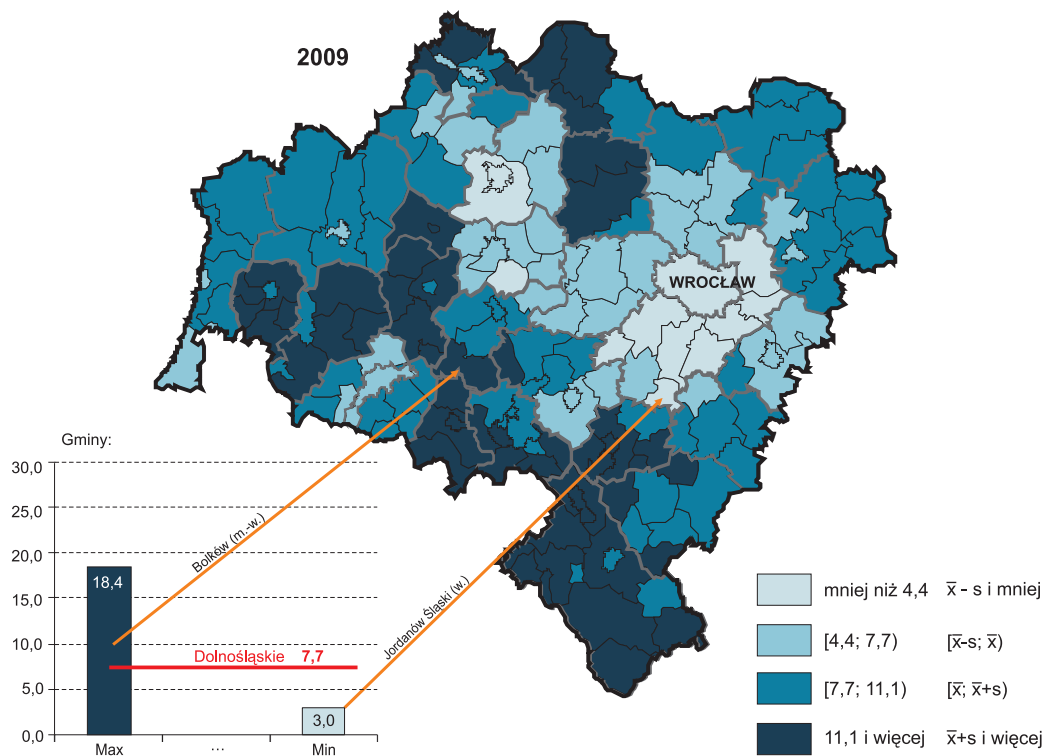 2009
WROCŁAW
Gminy:
30,0
25,0
20,0
15,0
10,0
5,0
0,0
18,4
Bolków (m.-w.)
Dolnośląskie 7,7
Jordanów Śląski (w.)
3,0
Max
...
Min
mniej niż 4,4 x̅ - s i mniej
[4,4; 7,7) [x̅-s; x̅)
[7,7; 11,1) [x̅; x̅+s)
11,1 i więcej x̅+s i więcej